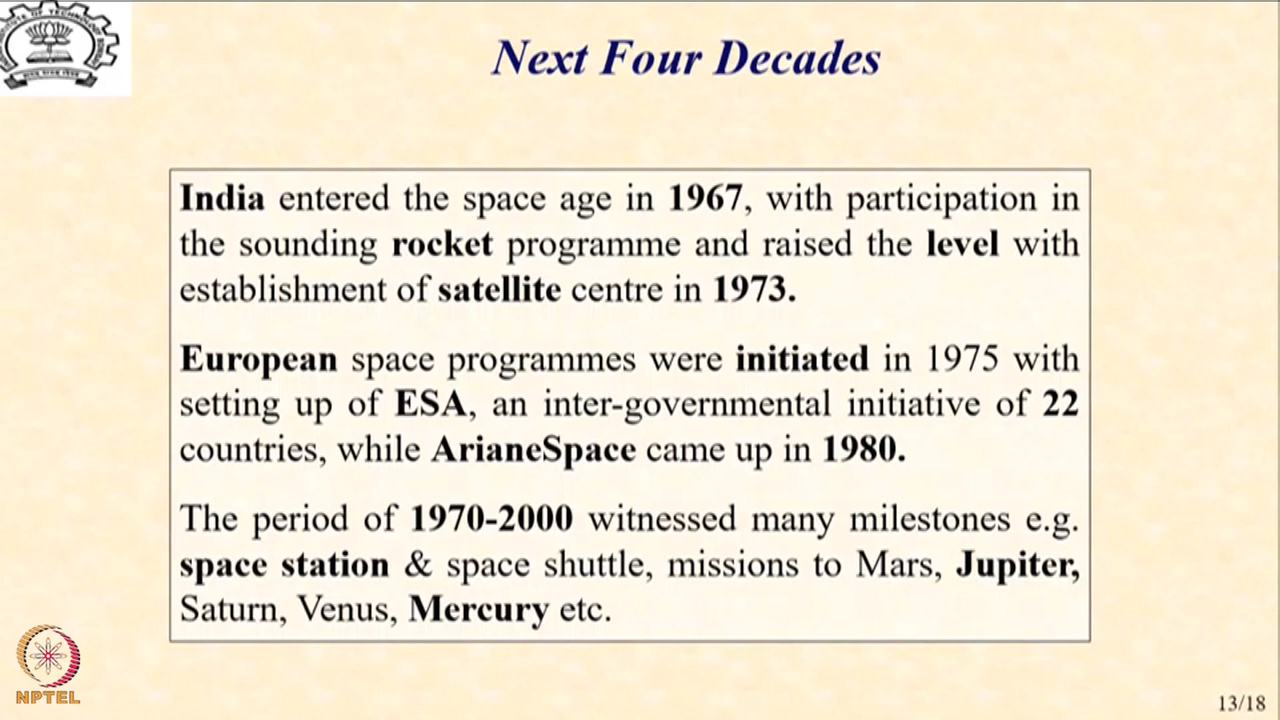 Next Four Decades
India entered the space age in 1967, with participation in
the sounding rocket programme and raised the level with
establishment of satellite centre in 1973.
European space programmes were initiated in 1975 with
setting up of ESA, an inter-governmental initiative of 22
countries, while ArianeSpace came up in 1980.
The period of 1970-2000 witnessed many milestones e.g.
space station & space shuttle, missions to Mars, Jupiter,
Saturn, Venus, Mercury etc.
NPTEL
13/18